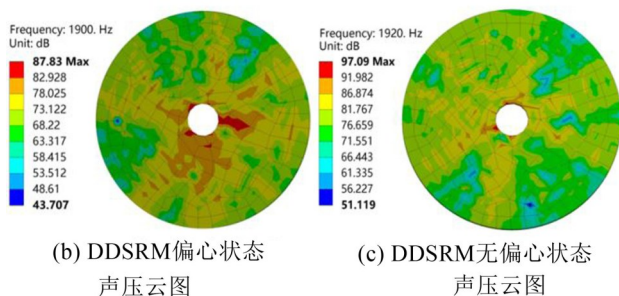 Frequency: 1900. Hz
Unit: dB
87.83 Max
82.928
78.025
73.122
68.22
63.317
58.415
53.512
48.61
43.707
(b) DDSRM偏心状态
声压云图
Frequency: 1920. Hz
Unit: dB
97.09 Max
91.982
86.874
81.767
76.659
71.551
66.443
61.335
56.227
51.119
(c) DDSRM无偏心状态
声压云图